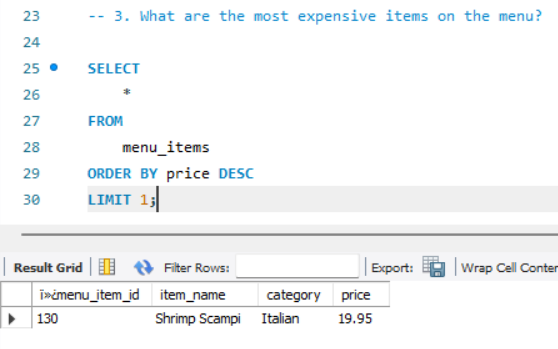 23 -- 3. What are the most expensive items on the menu?
24
25 SELECT
26 *
27 FROM
28 menu_items
29 ORDER BY price DESC
30 LIMIT 1;
Result Grid Filter Rows: Export: Wrap Cell Conten
ï»¿menu_item_id item_name category price
130 Shrimp Scampi Italian 19.95